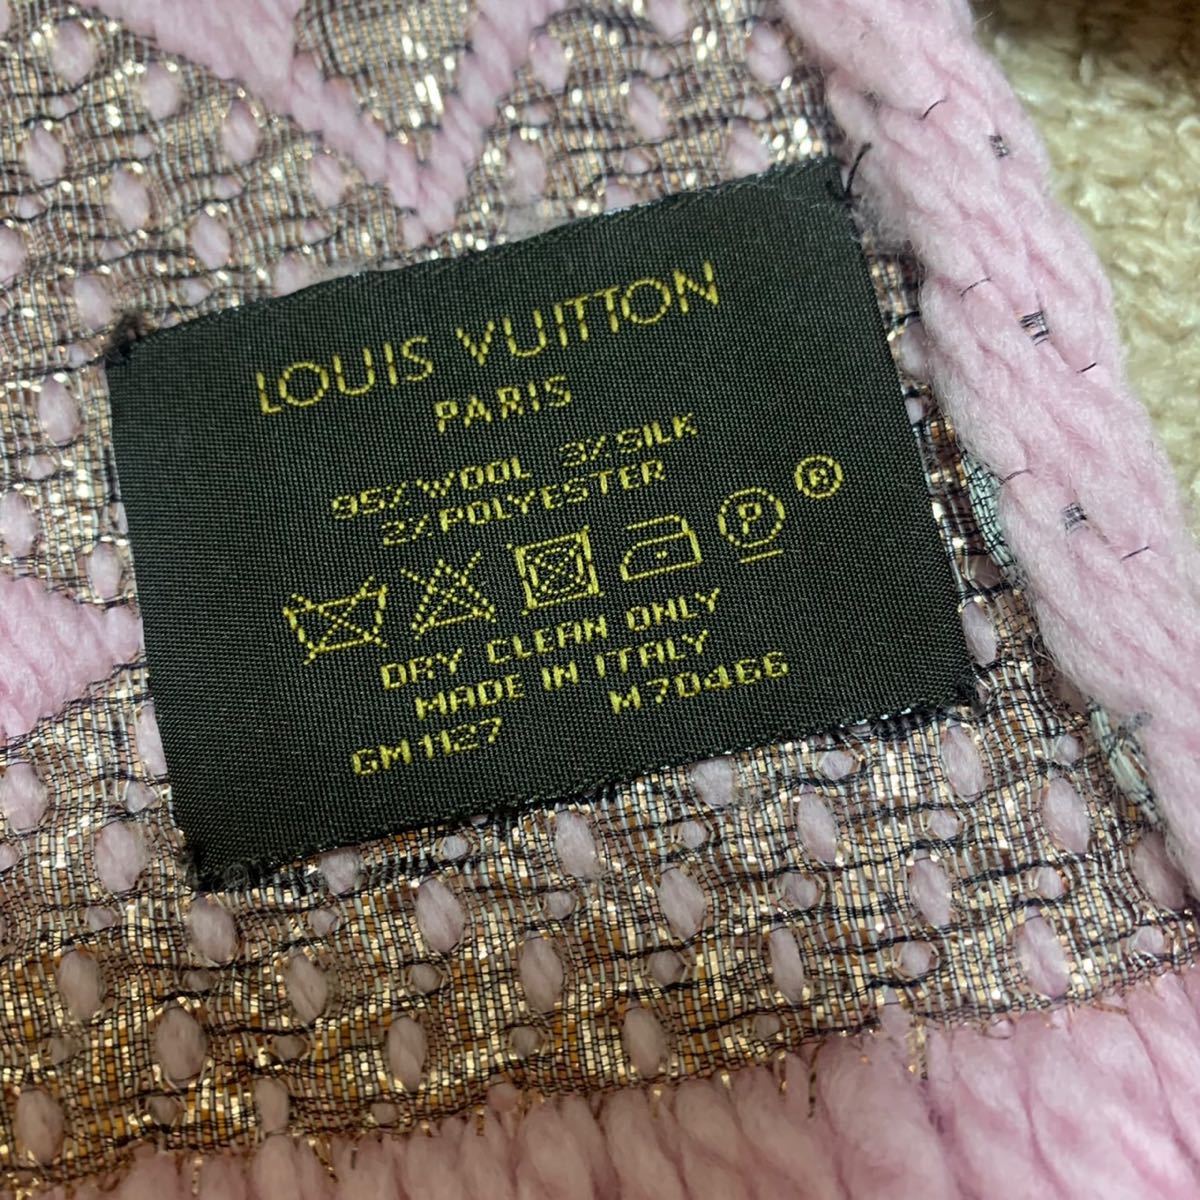 LOUIS VUITTON
PARIS
95% WOOL 3% SILK
2% POLYESTER
P ®
DRY CLEAN ONLY
MADE IN ITALY
GM1127 M70466